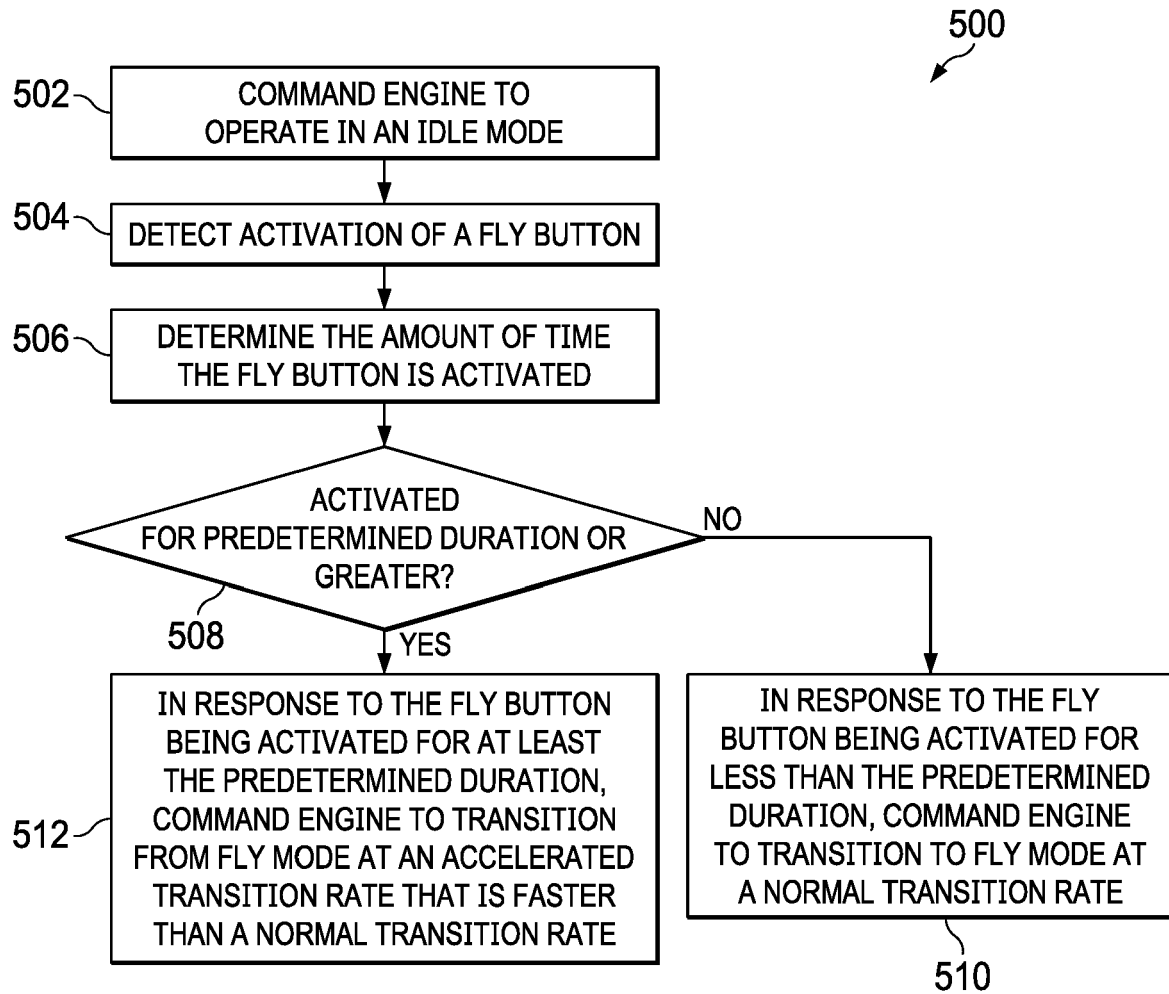 500
502
COMMAND ENGINE TO
OPERATE IN AN IDLE MODE
504
DETECT ACTIVATION OF A FLY BUTTON
506
DETERMINE THE AMOUNT OF TIME
THE FLY BUTTON IS ACTIVATED
ACTIVATED
FOR PREDETERMINED DURATION OR
GREATER?
NO
508
YES
512
IN RESPONSE TO THE FLY BUTTON
BEING ACTIVATED FOR AT LEAST
THE PREDETERMINED DURATION,
COMMAND ENGINE TO TRANSITION
FROM FLY MODE AT AN ACCELERATED
TRANSITION RATE THAT IS FASTER
THAN A NORMAL TRANSITION RATE
IN RESPONSE TO THE FLY
BUTTON BEING ACTIVATED FOR
LESS THAN THE PREDETERMINED
DURATION, COMMAND ENGINE
TO TRANSITION TO FLY MODE AT
A NORMAL TRANSITION RATE
510